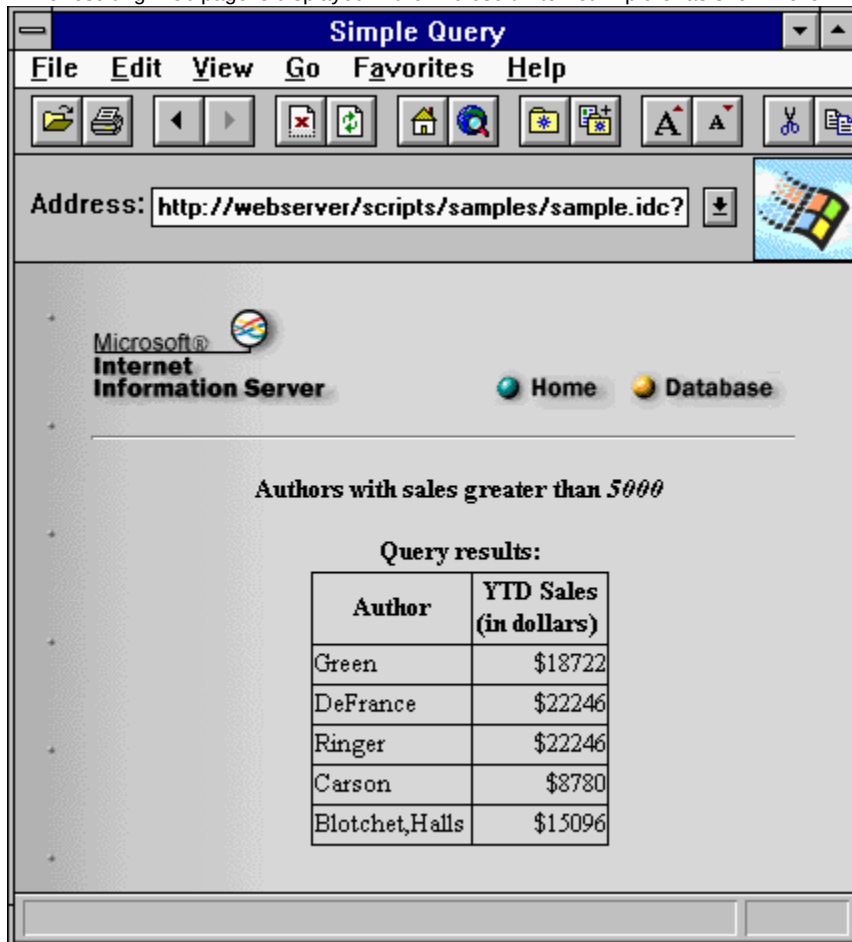 Simple Query
File Edit View Go Favorites Help
A A
Address: http://webserver/scripts/samples/sample.idc?
Microsoft®
Internet
Information Server
Home Database
Authors with sales greater than 5000
Query results:
Author YTD Sales
(in dollars)
Green $18722
DeFrance $22246
Ringer $22246
Carson $8780
Blotchet,Halls $15096